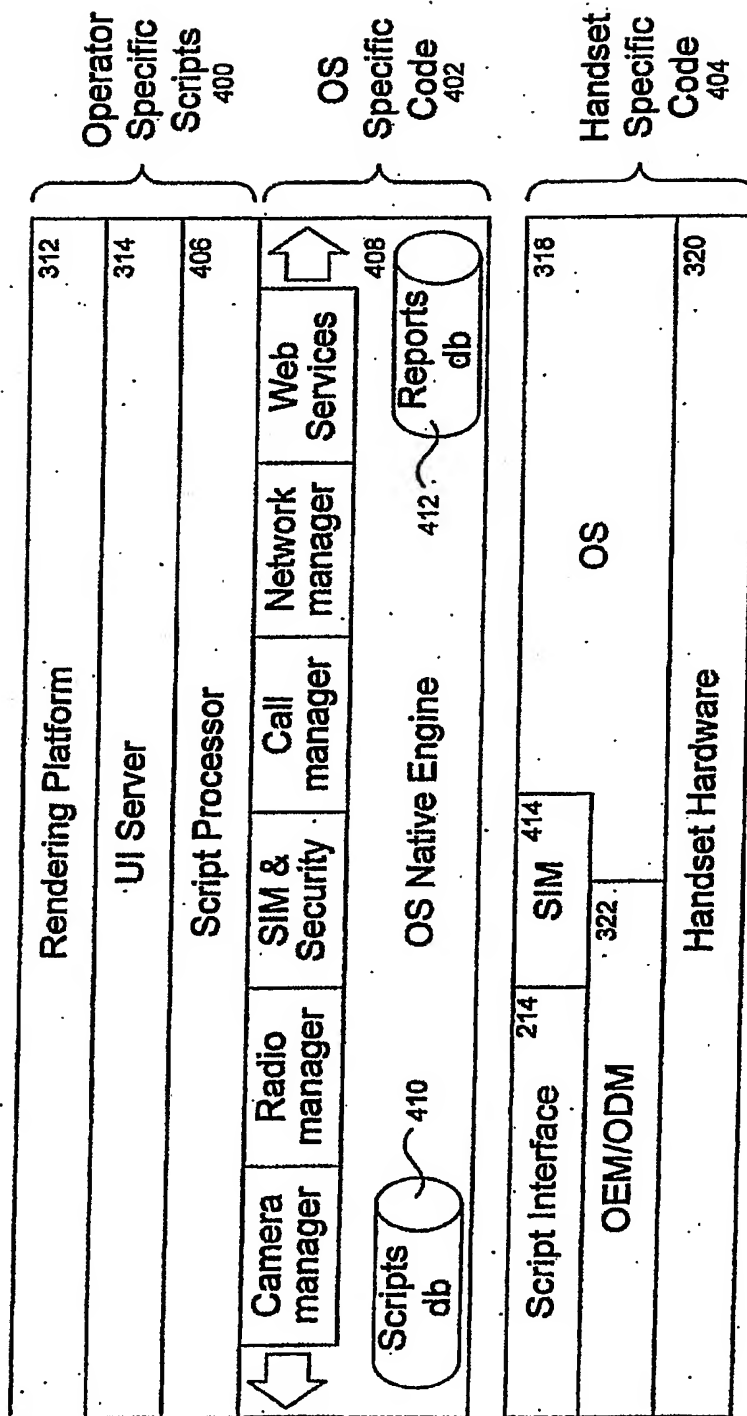 Rendering Platform
312
UI Server
314
Script Processor
406
Operator
Specific
Scripts
400
Camera
manager
Radio
manager
SIM &
Security
Call
manager
Network
manager
Web
Services
408
Scripts
db
410
OS Native Engine
412
Reports
db
OS
Specific
Code
402
Script Interface
214
SIM
414
OS
318
OEM/ODM
322
Handset Hardware
320
Handset
Specific
Code
404